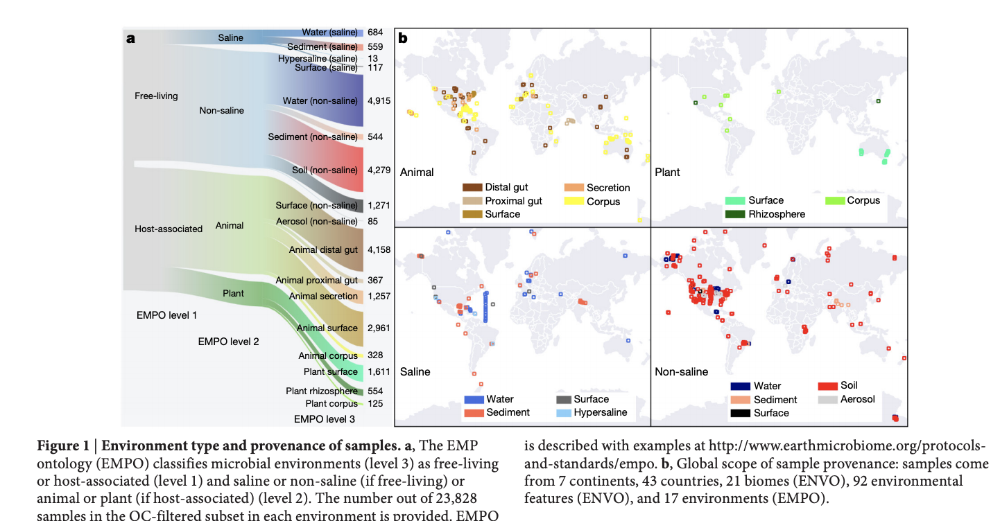 a
Free-living
Host-associated
EMPO level 1
Saline
Non-saline
Animal
Plant
EMPO level 2
Water (saline) 684
Sediment (saline) 559
Hypersaline (saline) 13
Surface (saline) 117
Water (non-saline) 4,915
Sediment (non-saline) 544
Soil (non-saline) 4,279
Surface (non-saline) 1,271
Aerosol (non-saline) 85
Animal distal gut 4,158
Animal proximal gut 367
Animal secretion 1,257
Animal surface 2,961
Animal corpus 328
Plant surface 1,611
Plant rhizosphere 554
Plant corpus 125
EMPO level 3
b
Animal
Distal gut
Proximal gut
Surface
Secretion
Corpus
Plant
Surface
Rhizosphere
Corpus
Saline
Water
Sediment
Surface
Hypersaline
Non-saline
Water
Sediment
Surface
Soil
Aerosol
Figure 1 | Environment type and provenance of samples. a, The EMP
ontology (EMPO) classifies microbial environments (level 3) as free-living
or host-associated (level 1) and saline or non-saline (if free-living) or
animal or plant (if host-associated) (level 2). The number out of 23,828
samples in the QC-filtered subset in each environment is provided. EMPO
is described with examples at http://www.earthmicrobiome.org/protocols-
and-standards/empo. b, Global scope of sample provenance: samples come
from 7 continents, 43 countries, 21 biomes (ENVO), 92 environmental
features (ENVO), and 17 environments (EMPO).